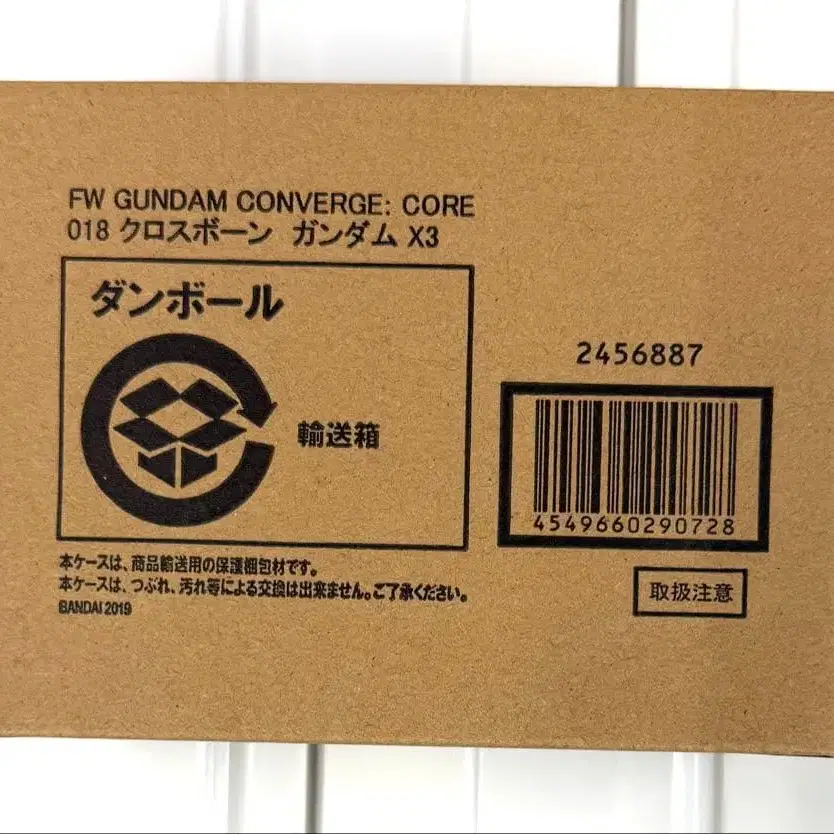 FW GUNDAM CONVERGE: CORE
018 クロスボーン ガンダム X3
ダンボール
輸送箱
2456887
4549660290728
本ケースは、商品輸送用の保護梱包材です。
本ケースは、つぶれ、汚れ等による交換は出来ません。ご了承ください。
BANDAI 2019
取扱注意